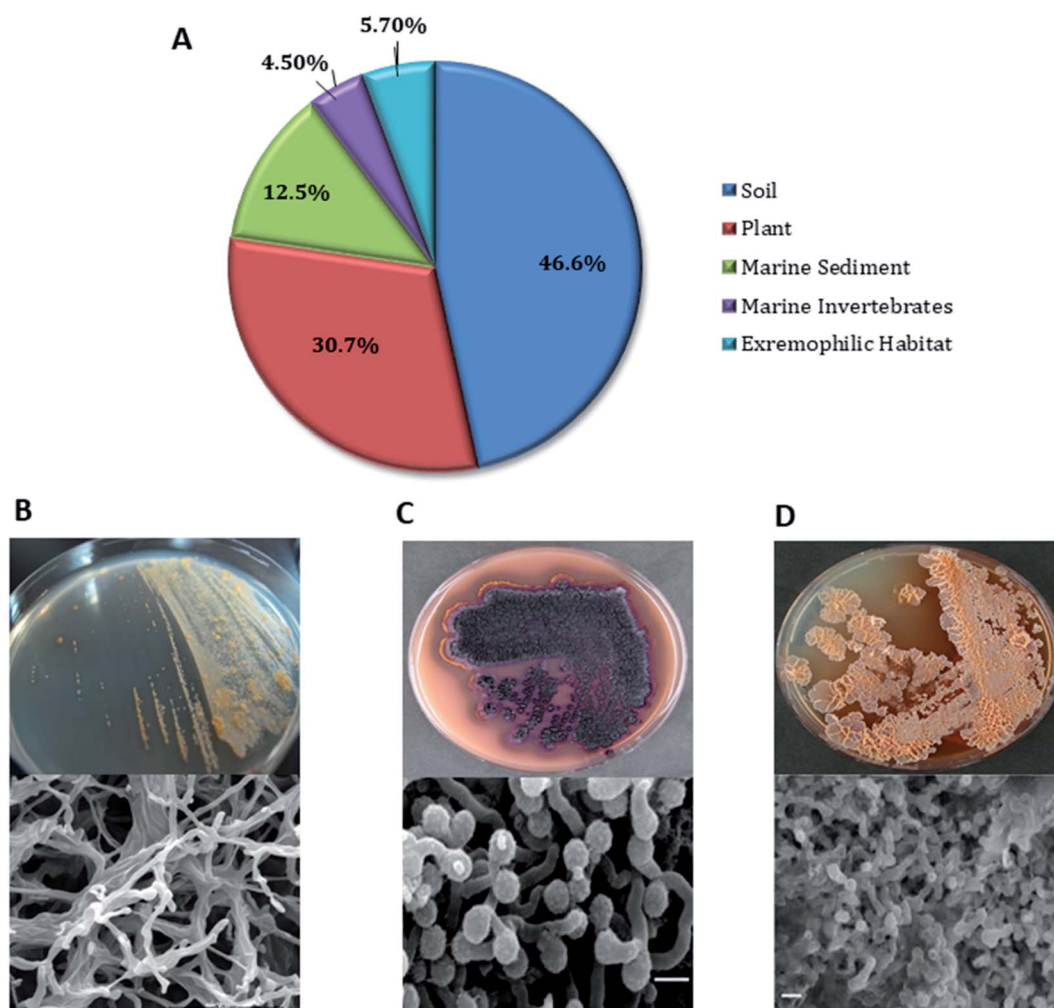 A
5.70%
4.50%
12.5%
46.6%
30.7%
Soil
Plant
Marine Sediment
Marine Invertebrates
Exremophilic Habitat
B
C
D